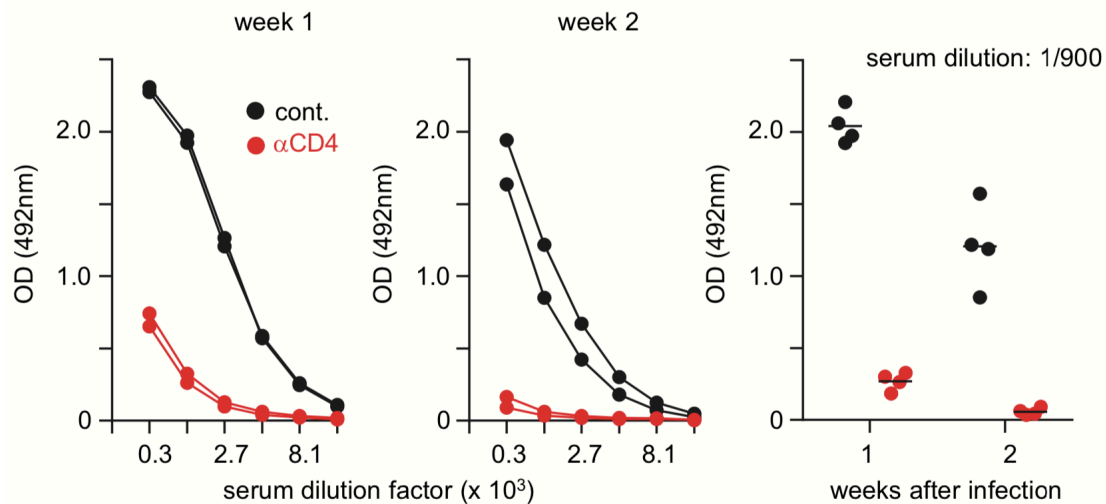 week 1
2.0
1.0
0
OD (492nm)
0.3 2.7 8.1
cont.
αCD4
week 2
2.0
1.0
0
OD (492nm)
0.3 2.7 8.1
serum dilution factor (x 10³)
serum dilution: 1/900
2.0
1.0
0
OD (492nm)
1 2
weeks after infection